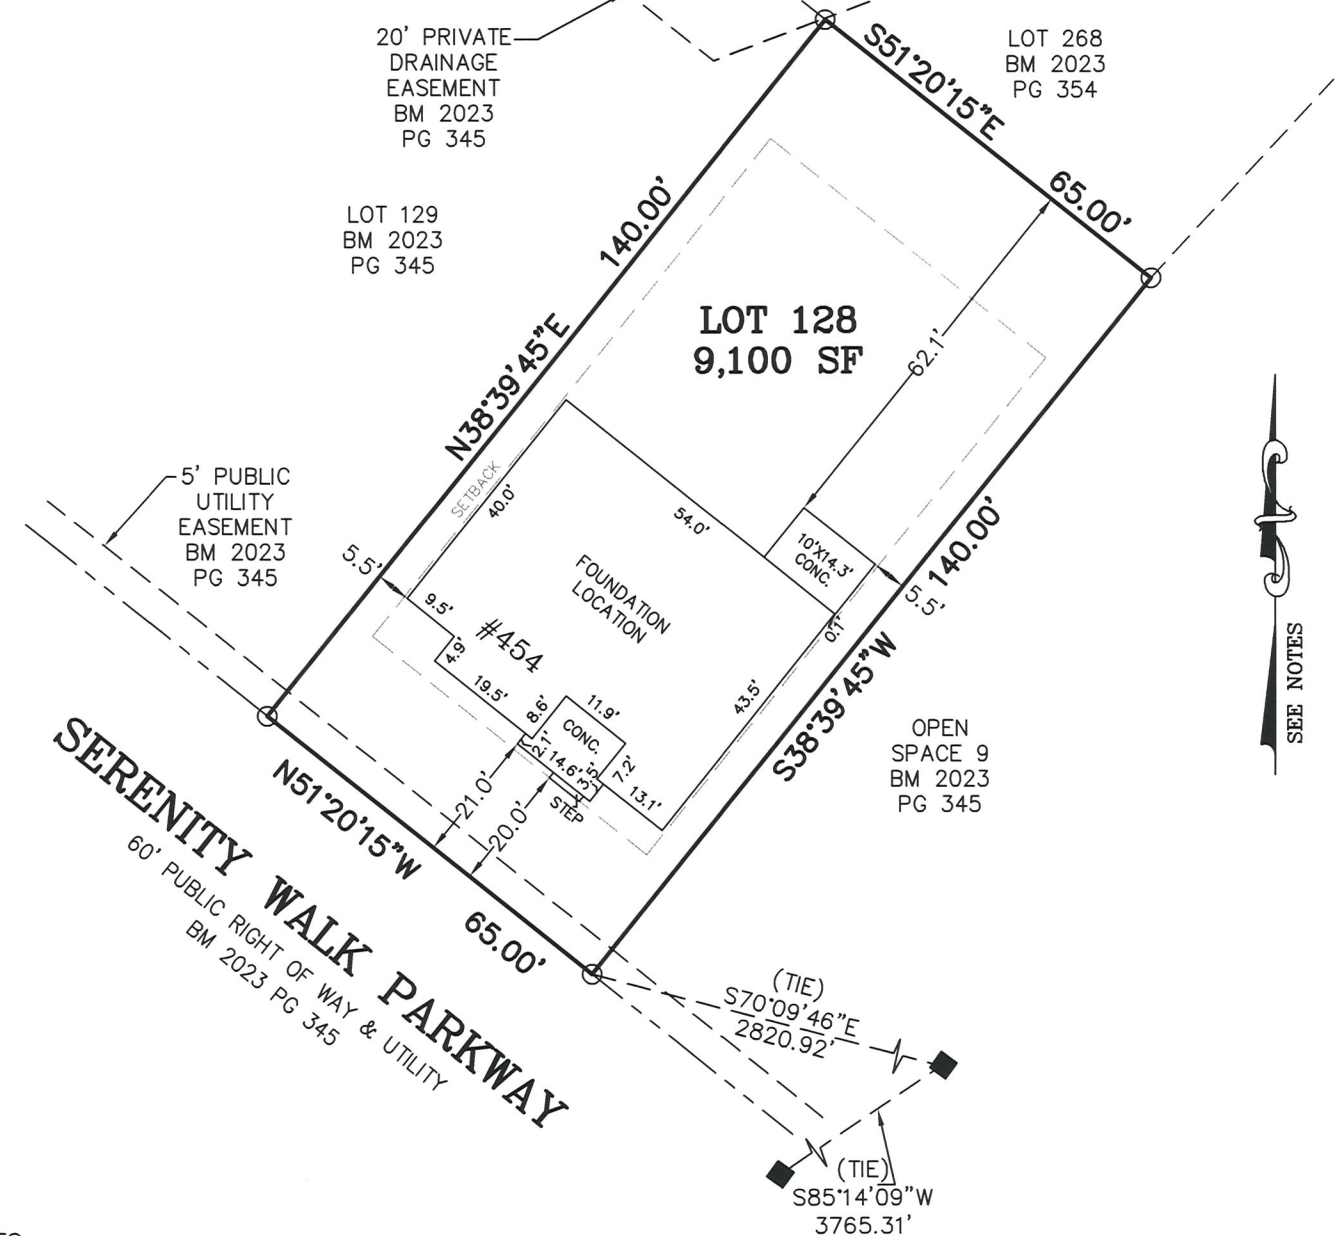 20' PRIVATE
DRAINAGE
EASEMENT
BM 2023
PG 345
S51°20'15"E
65.00'
LOT 268
BM 2023
PG 354
LOT 129
BM 2023
PG 345
140.00'
N38°39'45"E
LOT 128
9,100 SF
62.1'
SETBACK
40.0'
54.0'
10'X14.3'
CONC.
5' PUBLIC
UTILITY
EASEMENT
BM 2023
PG 345
5.5'
FOUNDATION
LOCATION
140.00'
5.5'
0.1'
S38°39'45"W
9.5'
#454
4.9'
19.5'
8.6'
11.9'
CONC.
43.5'
2.1'
14.6'
3.5'
7.2'
13.1'
STEP
21.0'
20.0'
OPEN
SPACE 9
BM 2023
PG 345
SEE NOTES
N51°20'15"W
65.00'
SERENITY WALK PARKWAY
60' PUBLIC RIGHT OF WAY & UTILITY
BM 2023 PG 345
(TIE)
S70°09'46"E
2820.92'
(TIE)
S85°14'09"W
3765.31'